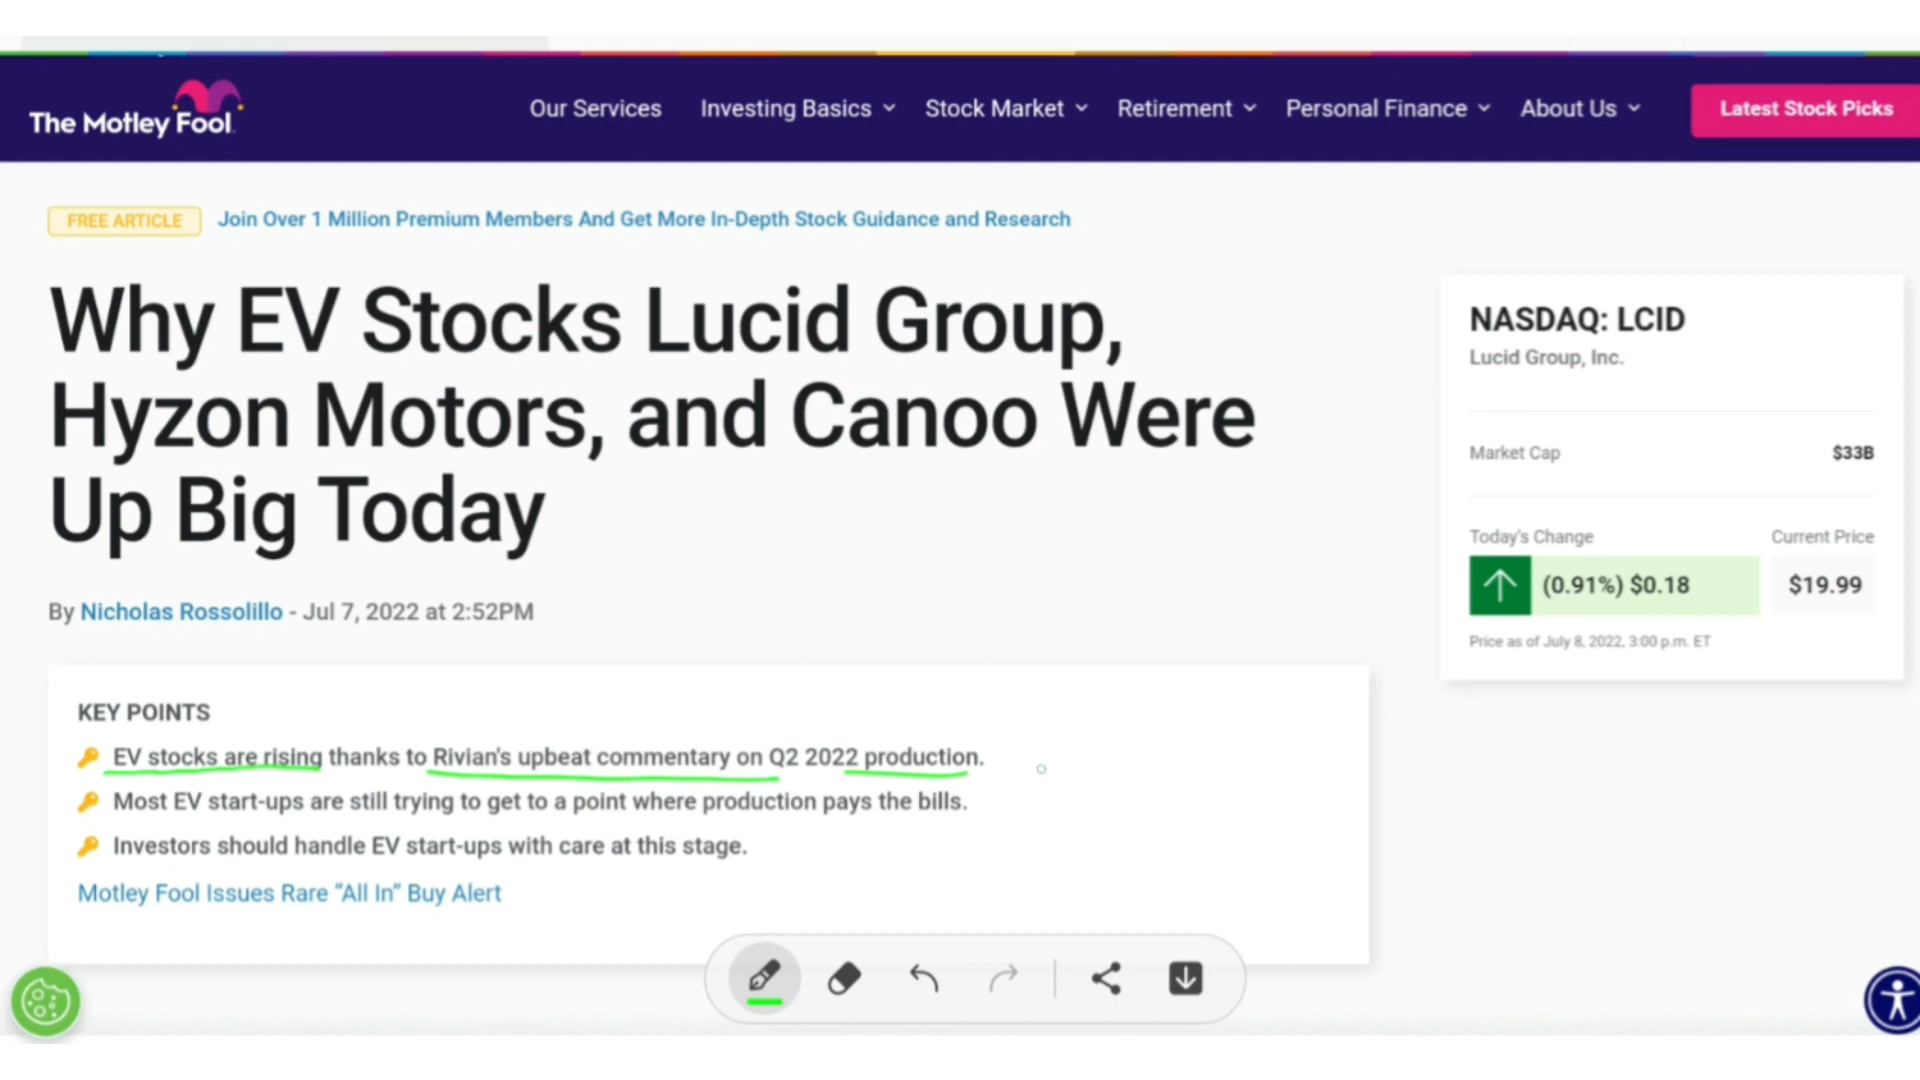 The Motley Fool
Our Services Investing Basics Stock Market Retirement Personal Finance About Us Latest Stock Picks
FREE ARTICLE Join Over 1 Million Premium Members And Get More In-Depth Stock Guidance and Research
Why EV Stocks Lucid Group,
Hyzon Motors, and Canoo Were
Up Big Today
By Nicholas Rossolillo - Jul 7, 2022 at 2:52PM
KEY POINTS
EV stocks are rising thanks to Rivian's upbeat commentary on Q2 2022 production.
Most EV start-ups are still trying to get to a point where production pays the bills.
Investors should handle EV start-ups with care at this stage.
Motley Fool Issues Rare “All In” Buy Alert
NASDAQ: LCID
Lucid Group, Inc.
Market Cap $33B
Today's Change Current Price
(0.91%) $0.18 $19.99
Price as of July 8, 2022, 3:00 p.m. ET